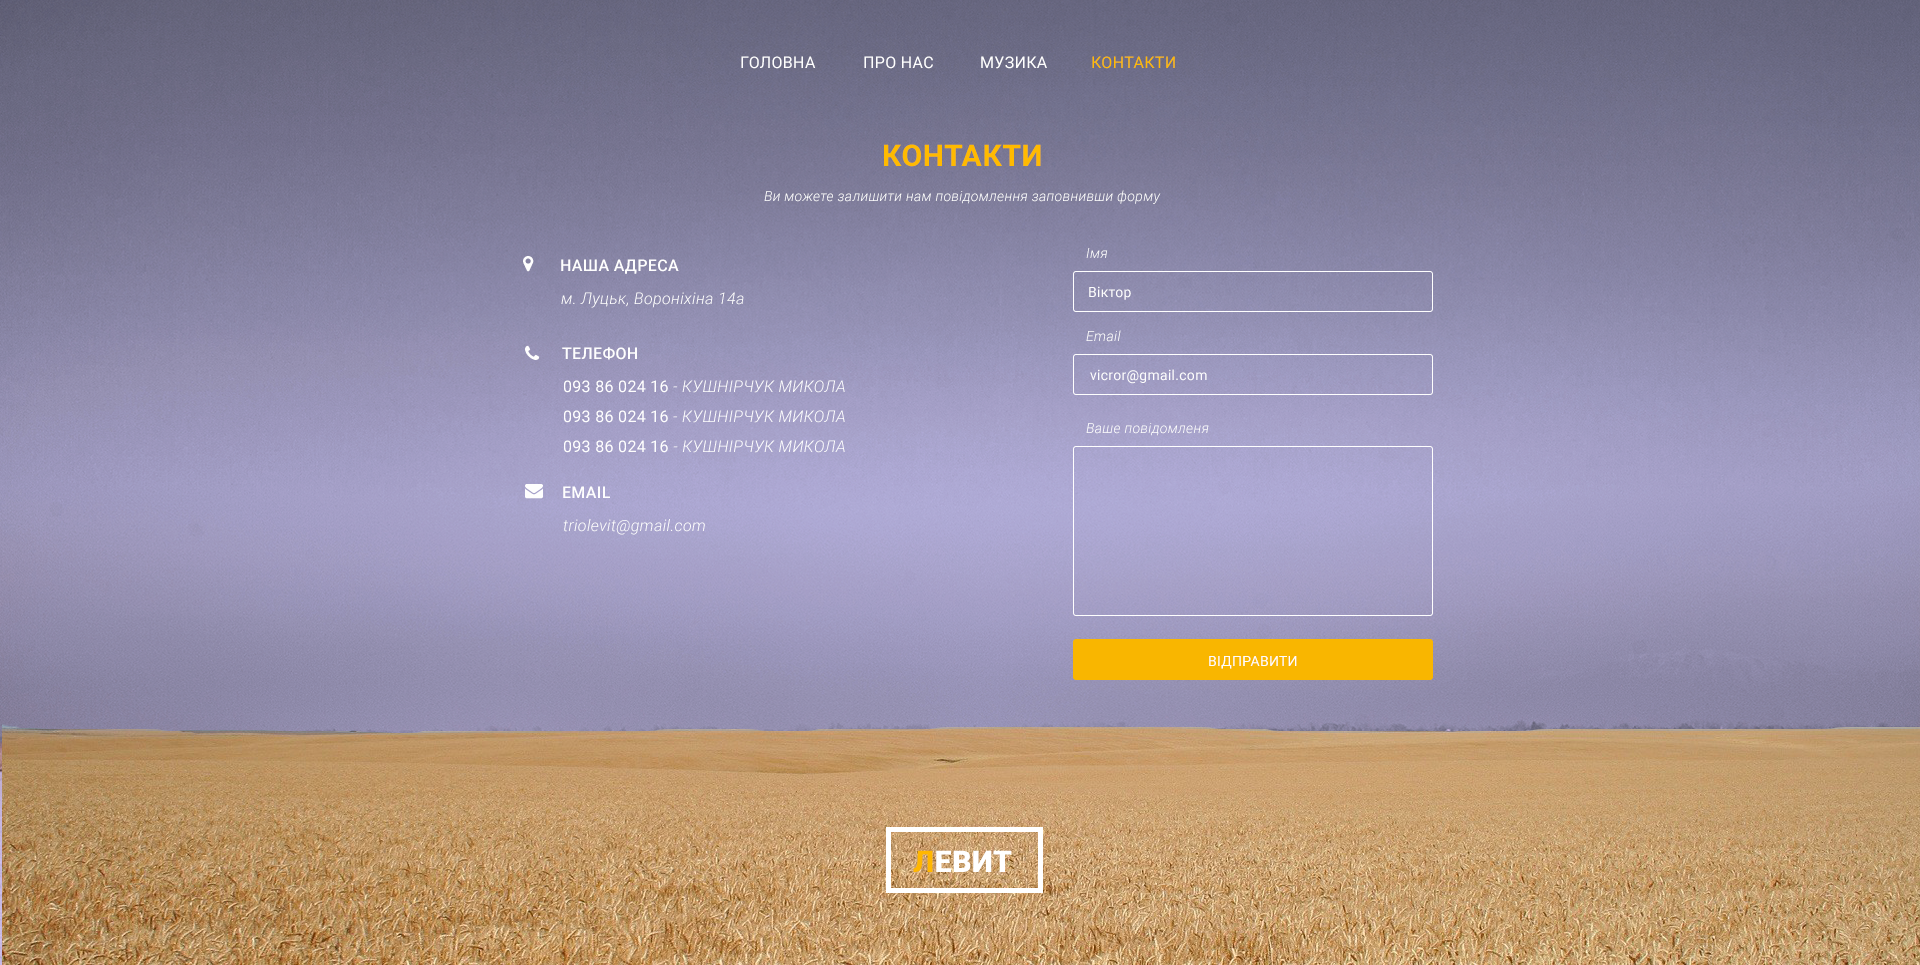 ГОЛОВНА ПРО НАС МУЗИКА КОНТАКТИ
КОНТАКТИ
Ви можете залишити нам повідомлення заповнивши форму
НАША АДРЕСА
м. Луцьк, Вороніхіна 14а
ТЕЛЕФОН
093 86 024 16 - КУШНІРЧУК МИКОЛА
093 86 024 16 - КУШНІРЧУК МИКОЛА
093 86 024 16 - КУШНІРЧУК МИКОЛА
EMAIL
triolevit@gmail.com
Імя
Віктор
Email
vicror@gmail.com
Ваше повідомленя
ВІДПРАВИТИ
ЛЕВИТ